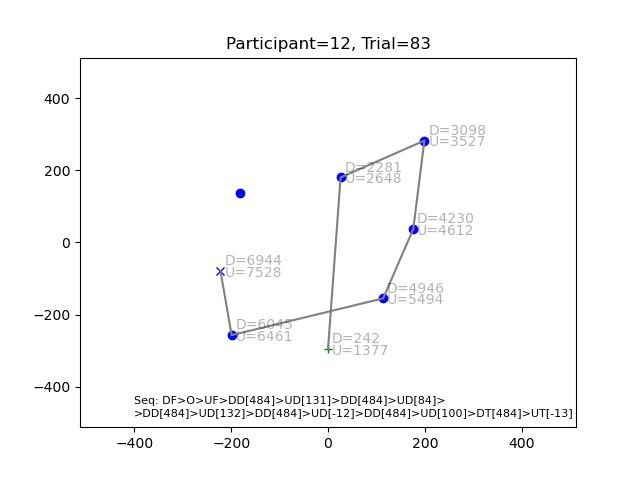 Participant=12, Trial=83
400
200
0
−200
−400
−400
−200
0
200
400
D=3098
U=3527
D=2281
U=2648
D=4230
U=4612
D=6944
U=7528
D=4946
U=5494
D=6045
U=6461
D=242
U=1377
Seq: DF>O>UF>DD[484]>UD[131]>DD[484]>UD[84]>
>DD[484]>UD[132]>DD[484]>UD[-12]>DD[484]>UD[100]>DT[484]>UT[-13]